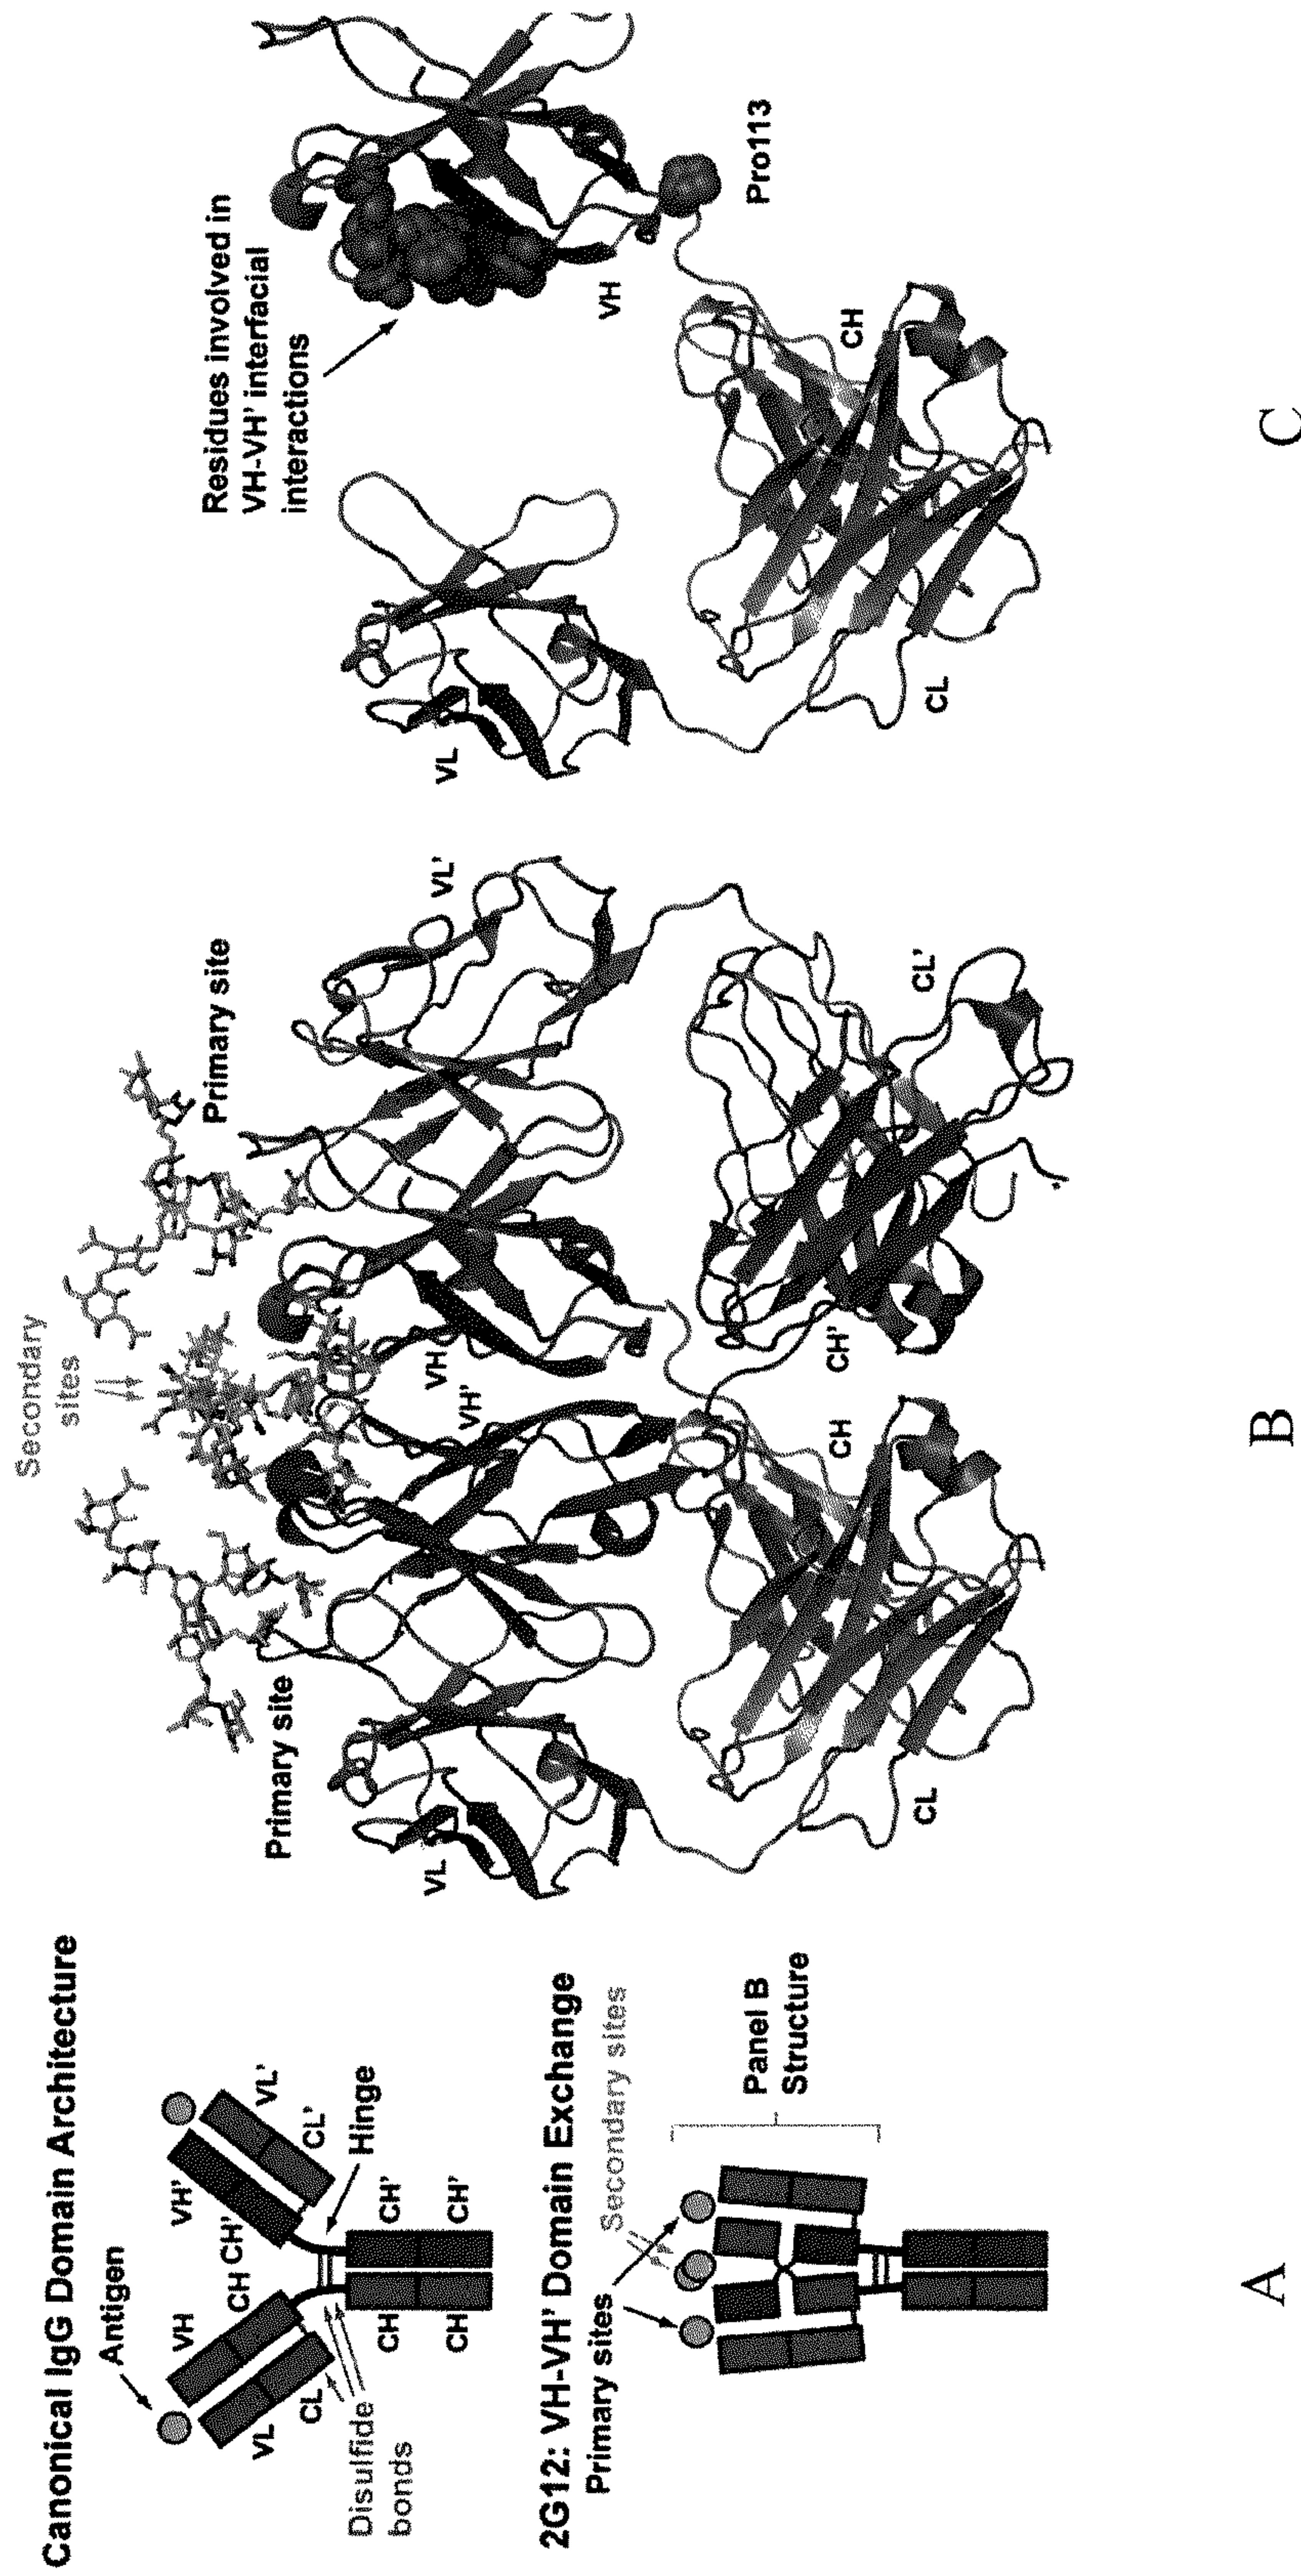 Canonical IgG Domain Architecture
Antigen
VH
VH'
CH CH'
VL
VL'
CL
CL'
Hinge
Disulfide
bonds
CH
CH'
CH
CH'
2G12: VH-VH' Domain Exchange
Primary sites
Secondary sites
Panel B
Structure
A
Secondary
sites
Primary site
Primary site
VL
VH'
VH
VL'
CL
CH
CH'
CL'
B
Residues involved in
VH-VH' interfacial
interactions
VL
VH
Pro113
CL
CH
C